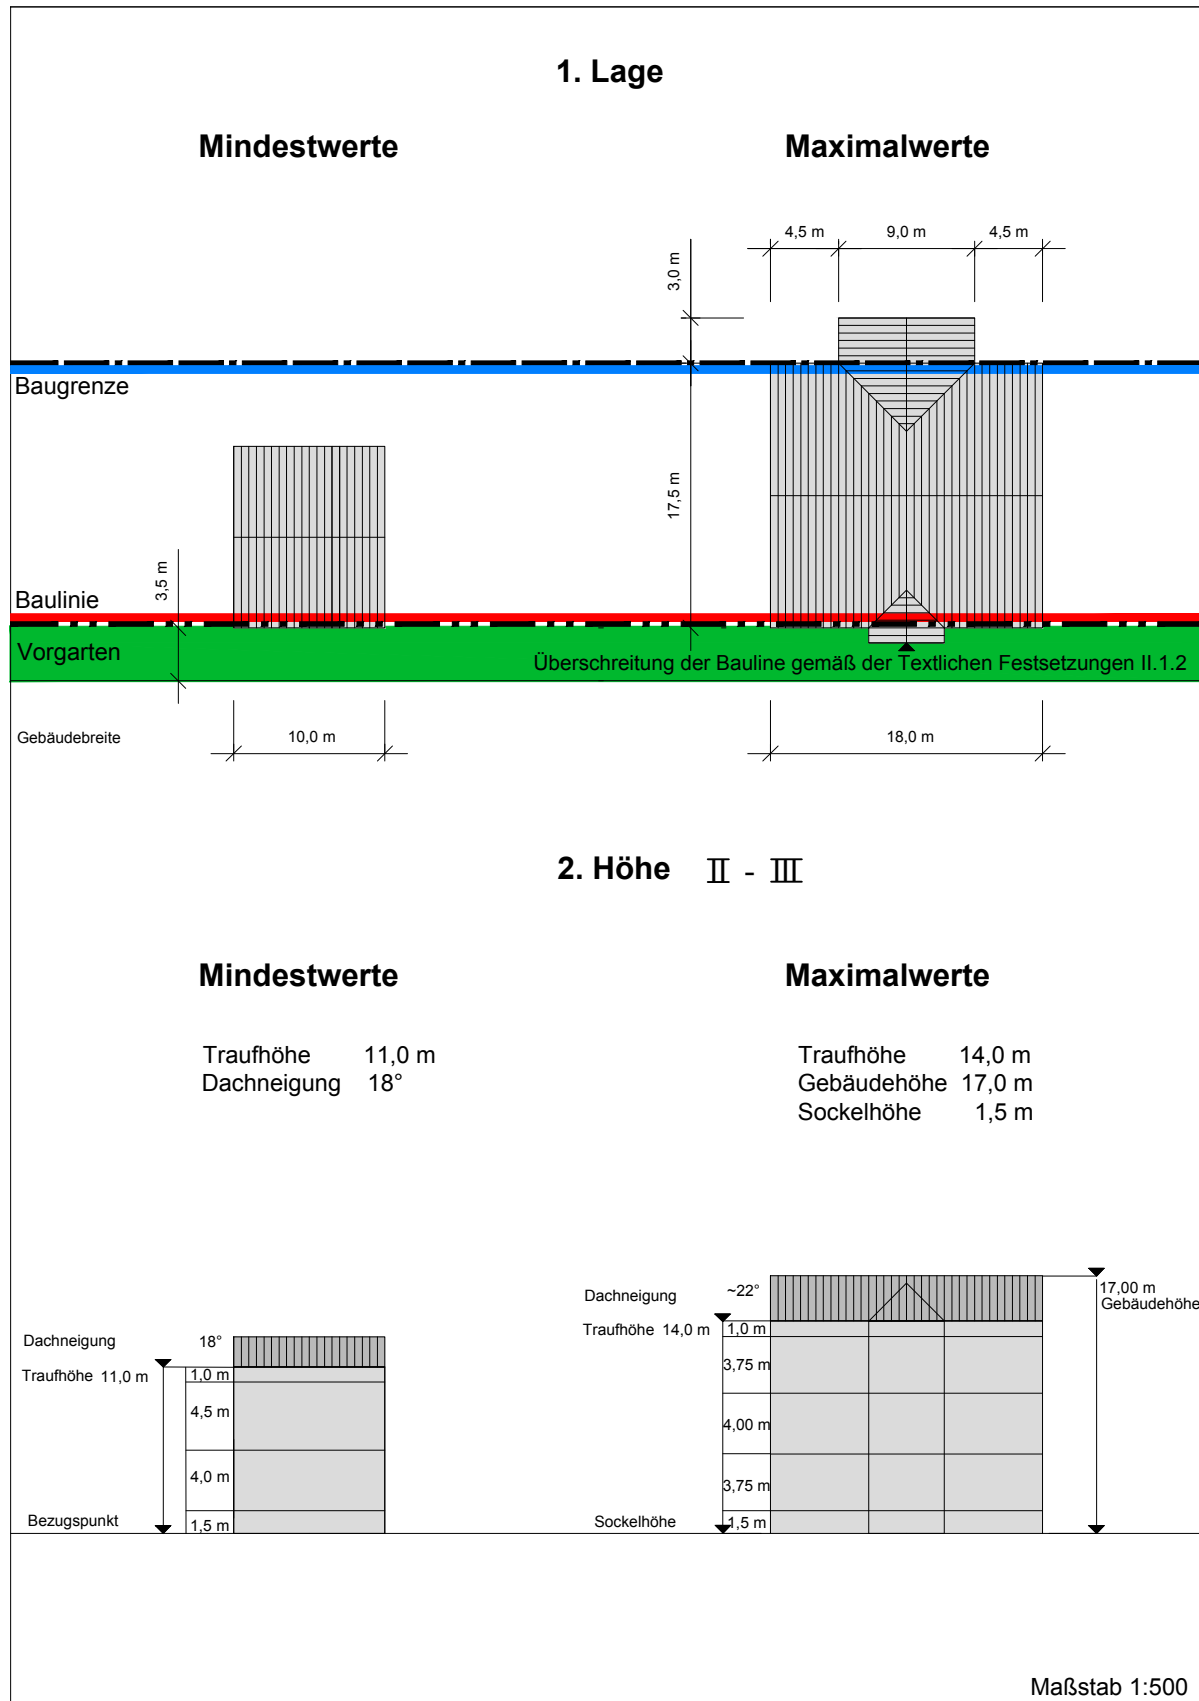 1. Lage
Mindestwerte
Maximalwerte
4,5 m
9,0 m
4,5 m
3,0 m
Baugrenze
17,5 m
3,5 m
Baulinie
Vorgarten
Überschreitung der Bauline gemäß der Textlichen Festsetzungen II.1.2
Gebäudebreite
10,0 m
18,0 m
2. Höhe II - III
Mindestwerte
Maximalwerte
Traufhöhe 11,0 m
Dachneigung 18°
Traufhöhe 14,0 m
Gebäudehöhe 17,0 m
Sockelhöhe 1,5 m
Dachneigung 18°
Traufhöhe 11,0 m
1,0 m
4,5 m
4,0 m
Bezugspunkt
1,5 m
Dachneigung ~22°
Traufhöhe 14,0 m
1,0 m
3,75 m
4,00 m
3,75 m
Sockelhöhe
1,5 m
17,00 m
Gebäudehöhe
Maßstab 1:500